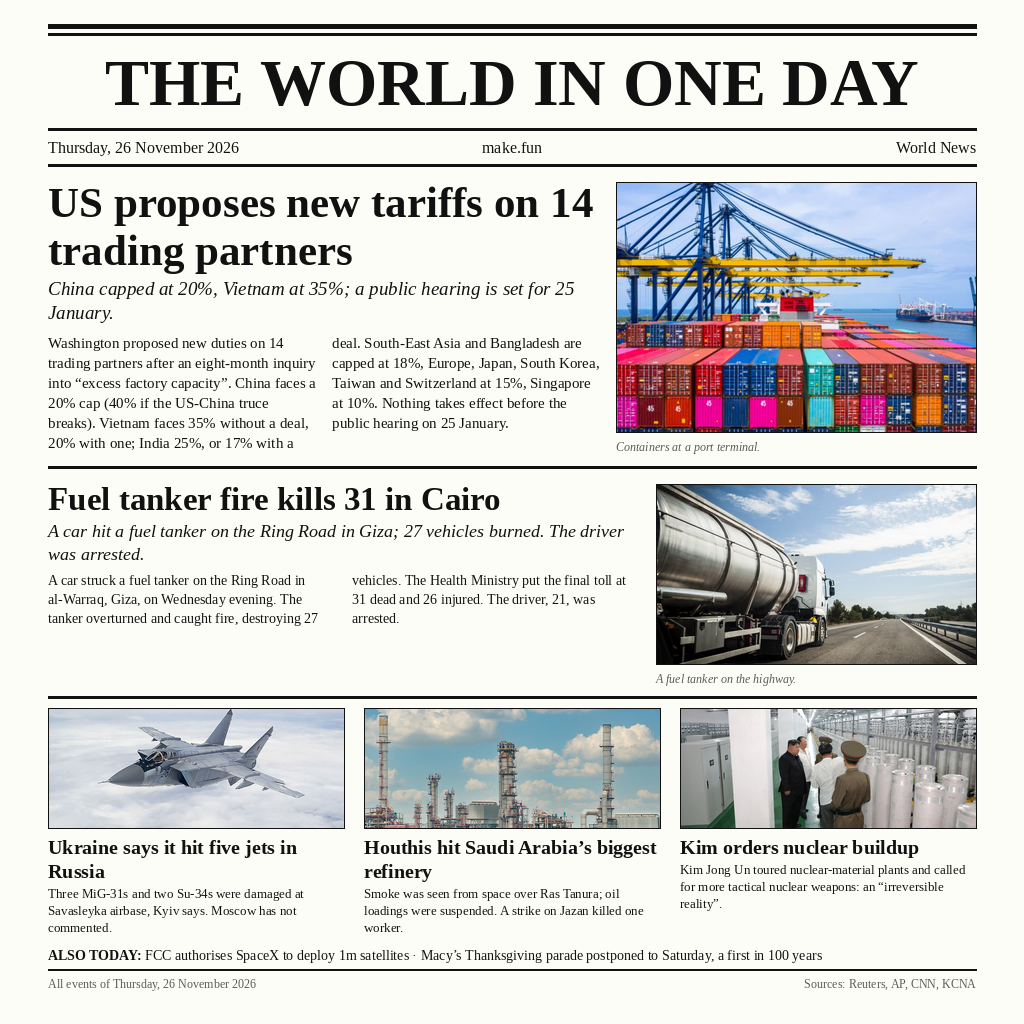 THE WORLD IN ONE DAY
Thursday, 26 November 2026
make.fun
World News
US proposes new tariffs on 14
trading partners
China capped at 20%, Vietnam at 35%; a public hearing is set for 25
January.
Washington proposed new duties on 14
trading partners after an eight-month inquiry
into “excess factory capacity”. China faces a
20% cap (40% if the US-China truce
breaks). Vietnam faces 35% without a deal,
20% with one; India 25%, or 17% with a
deal. South-East Asia and Bangladesh are
capped at 18%, Europe, Japan, South Korea,
Taiwan and Switzerland at 15%, Singapore
at 10%. Nothing takes effect before the
public hearing on 25 January.
45
45
45
45
Containers at a port terminal.
Fuel tanker fire kills 31 in Cairo
A car hit a fuel tanker on the Ring Road in Giza; 27 vehicles burned. The driver
was arrested.
A car struck a fuel tanker on the Ring Road in
al-Warraq, Giza, on Wednesday evening. The
tanker overturned and caught fire, destroying 27
vehicles. The Health Ministry put the final toll at
31 dead and 26 injured. The driver, 21, was
arrested.
A fuel tanker on the highway.
Ukraine says it hit five jets in
Russia
Three MiG-31s and two Su-34s were damaged at
Savasleyka airbase, Kyiv says. Moscow has not
commented.
Houthis hit Saudi Arabia’s biggest
refinery
Smoke was seen from space over Ras Tanura; oil
loadings were suspended. A strike on Jazan killed one
worker.
Kim orders nuclear buildup
Kim Jong Un toured nuclear-material plants and called
for more tactical nuclear weapons: an “irreversible
reality”.
ALSO TODAY: FCC authorises SpaceX to deploy 1m satellites · Macy’s Thanksgiving parade postponed to Saturday, a first in 100 years
All events of Thursday, 26 November 2026
Sources: Reuters, AP, CNN, KCNA